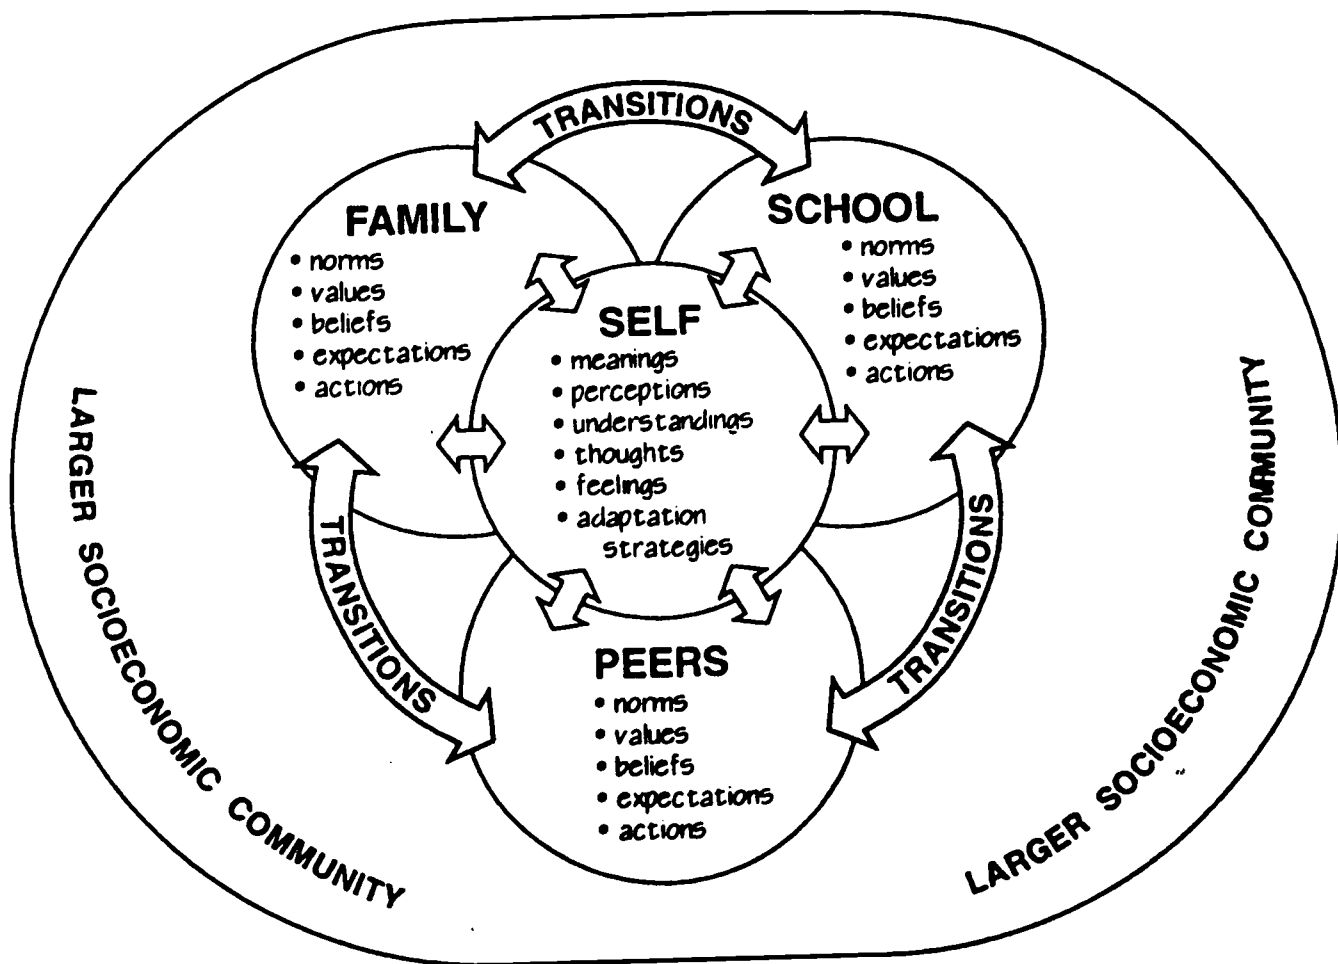 TRANSITIONS
FAMILY
• norms
• values
• beliefs
• expectations
• actions
SCHOOL
• norms
• values
• beliefs
• expectations
• actions
SELF
• meanings
• perceptions
• understandings
• thoughts
• feelings
• adaptation
strategies
TRANSITIONS
TRANSITIONS
PEERS
• norms
• values
• beliefs
• expectations
• actions
LARGER SOCIOECONOMIC COMMUNITY
LARGER SOCIOECONOMIC COMMUNITY